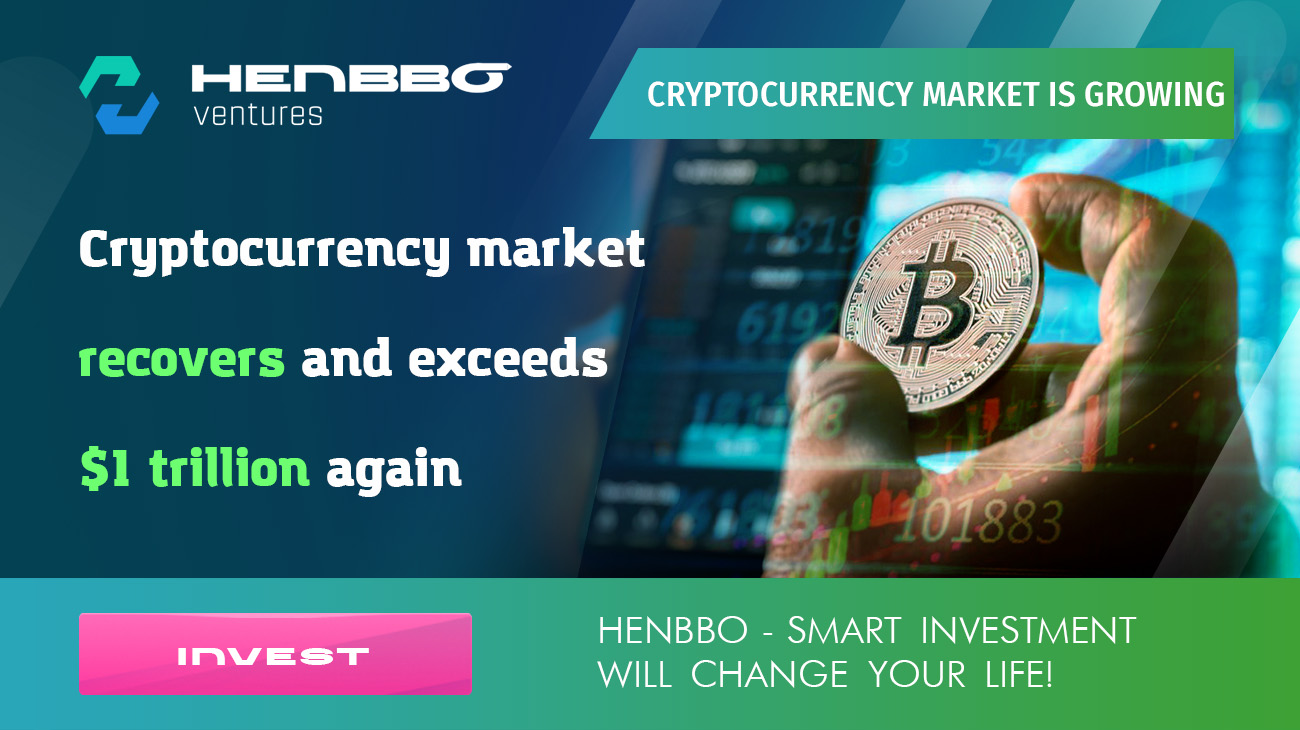 HENBBO
ventures
CRYPTOCURRENCY MARKET IS GROWING
Cryptocurrency market
recovers and exceeds
$1 trillion again
101883
INVEST
HENBBO - SMART INVESTMENT
WILL CHANGE YOUR LIFE!